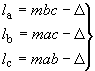 l_a = mbc − Δ
l_b = mac − Δ
l_c = mab − Δ